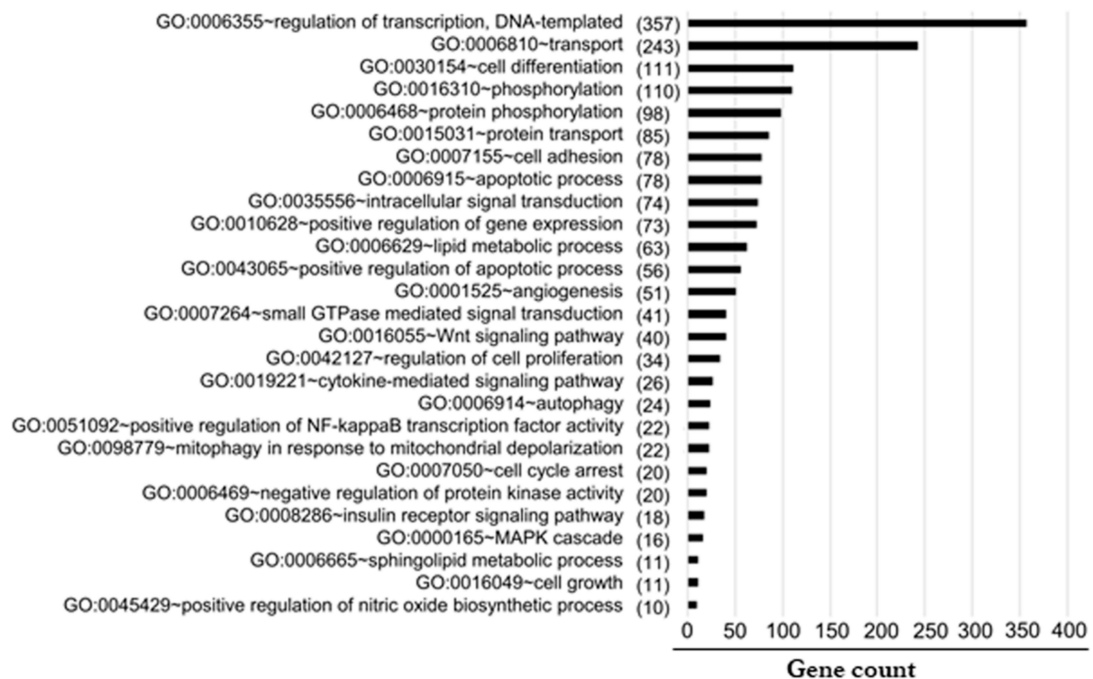 GO:0006355~regulation of transcription, DNA-templated (357)
GO:0006810~transport (243)
GO:0030154~cell differentiation (111)
GO:0016310~phosphorylation (110)
GO:0006468~protein phosphorylation (98)
GO:0015031~protein transport (85)
GO:0007155~cell adhesion (78)
GO:0006915~apoptotic process (78)
GO:0035556~intracellular signal transduction (74)
GO:0010628~positive regulation of gene expression (73)
GO:0006629~lipid metabolic process (63)
GO:0043065~positive regulation of apoptotic process (56)
GO:0001525~angiogenesis (51)
GO:0007264~small GTPase mediated signal transduction (41)
GO:0016055~Wnt signaling pathway (40)
GO:0042127~regulation of cell proliferation (34)
GO:0019221~cytokine-mediated signaling pathway (26)
GO:0006914~autophagy (24)
GO:0051092~positive regulation of NF-kappaB transcription factor activity (22)
GO:0098779~mitophagy in response to mitochondrial depolarization (22)
GO:0007050~cell cycle arrest (20)
GO:0006469~negative regulation of protein kinase activity (20)
GO:0008286~insulin receptor signaling pathway (18)
GO:0000165~MAPK cascade (16)
GO:0006665~sphingolipid metabolic process (11)
GO:0016049~cell growth (11)
GO:0045429~positive regulation of nitric oxide biosynthetic process (10)
0 50 100 150 200 250 300 350 400
Gene count